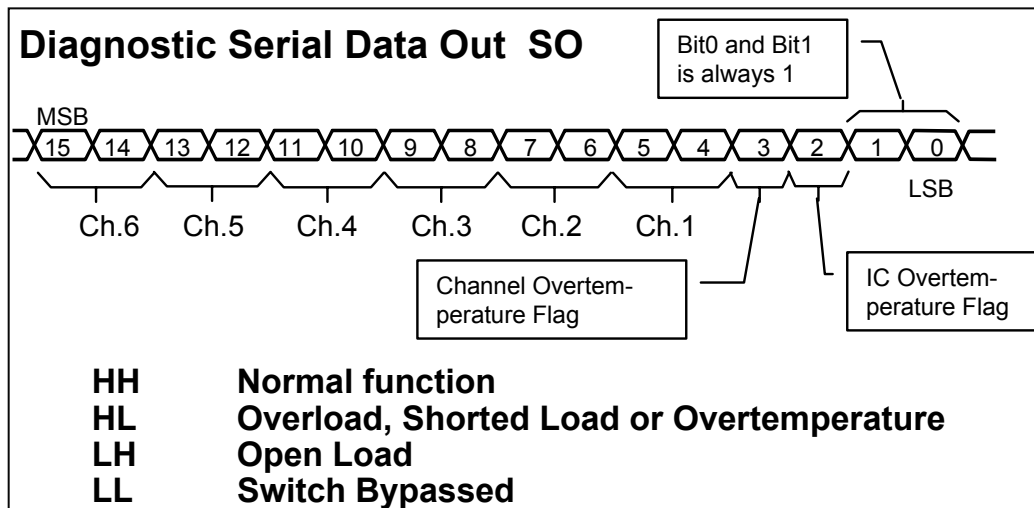 Diagnostic Serial Data Out SO
Bit0 and Bit1
is always 1
MSB
15 14 13 12 11 10 9 8 7 6 5 4 3 2 1 0
LSB
Ch.6 Ch.5 Ch.4 Ch.3 Ch.2 Ch.1
Channel Overtem-
perature Flag
IC Overtem-
perature Flag
HH Normal function
HL Overload, Shorted Load or Overtemperature
LH Open Load
LL Switch Bypassed